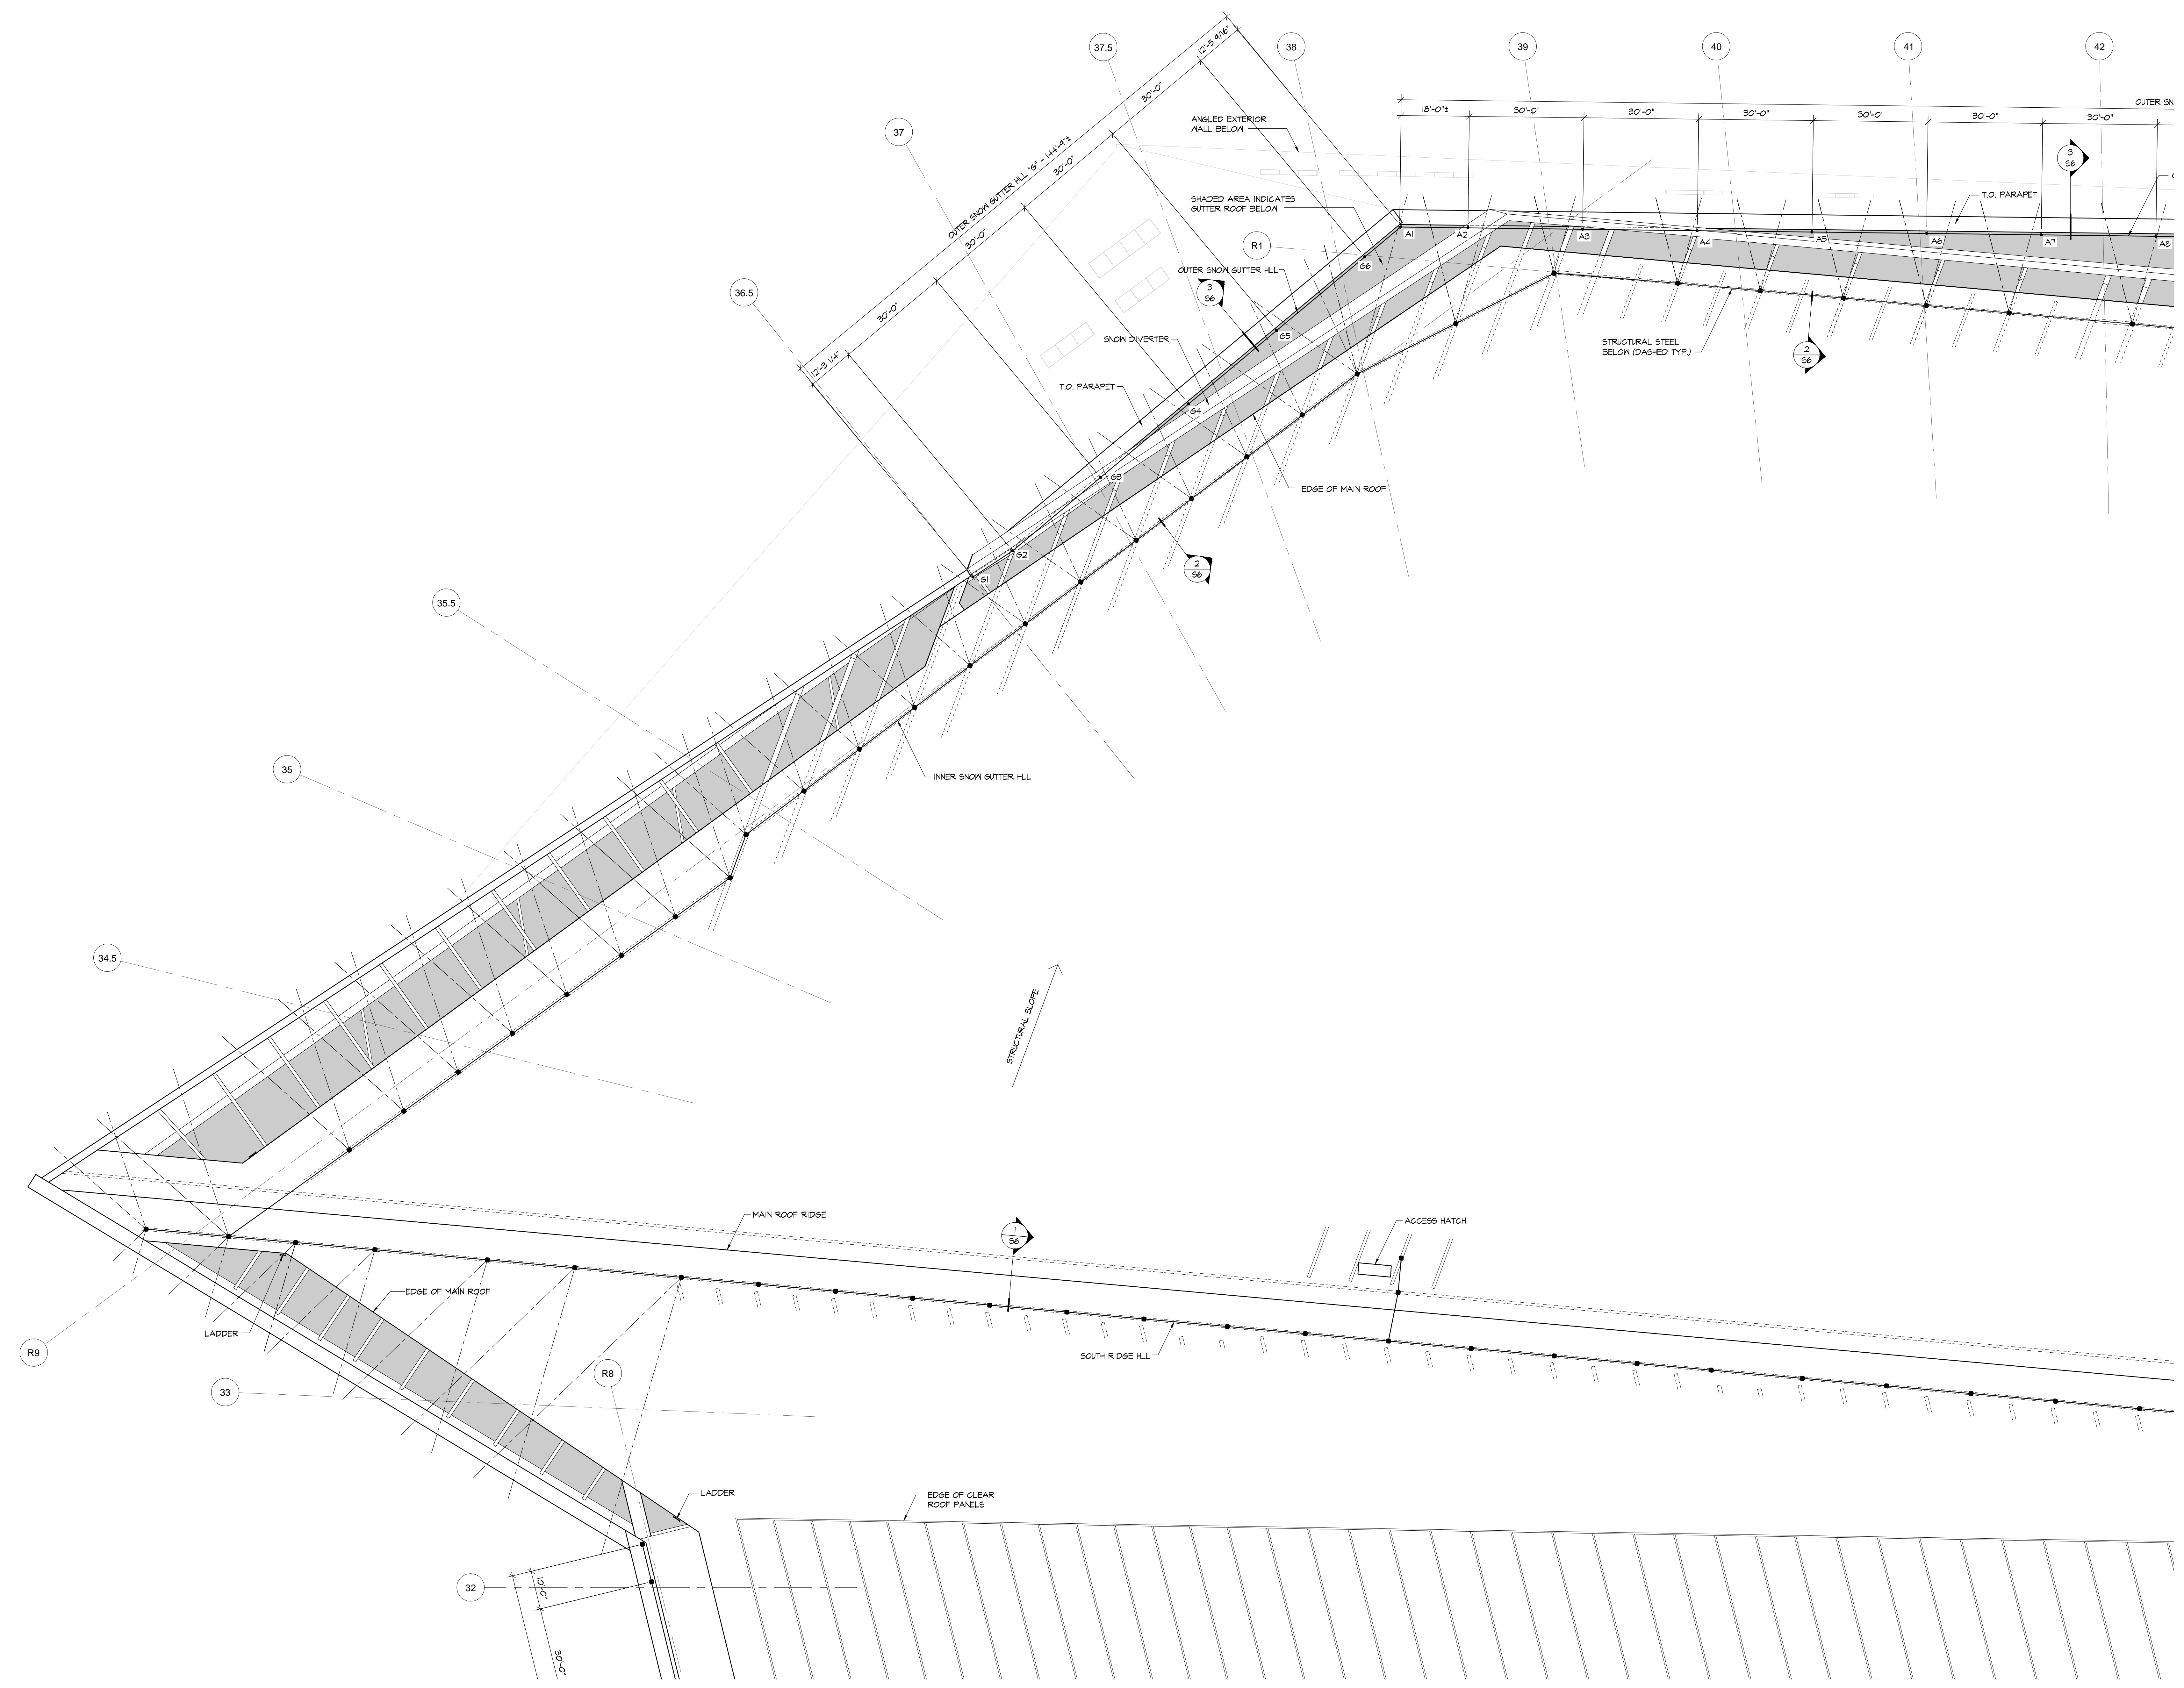 37.5
38
39
40
41
42
37
36.5
35.5
35
34.5
R1
R9
R8
33
32
12'-5 9/16"
30'-0"
30'-0"
30'-0"
30'-0"
12'-3 1/4"
OUTER SNOW GUTTER HLL "G" - 144'-9"±
OUTER SN
18'-0"±
30'-0"
30'-0"
30'-0"
30'-0"
30'-0"
30'-0"
ANGLED EXTERIOR
WALL BELOW
SHADED AREA INDICATES
GUTTER ROOF BELOW
3
S6
T.O. PARAPET
A1
A2
A3
A4
A5
A6
A7
A8
G6
OUTER SNOW GUTTER HLL
3
S6
G5
SNOW DIVERTER
STRUCTURAL STEEL
BELOW (DASHED TYP.)
2
S6
T.O. PARAPET
G4
G3
EDGE OF MAIN ROOF
G2
2
S6
G1
INNER SNOW GUTTER HLL
STRUCTURAL SLOPE
MAIN ROOF RIDGE
1
S6
ACCESS HATCH
EDGE OF MAIN ROOF
LADDER
SOUTH RIDGE HLL
LADDER
EDGE OF CLEAR
ROOF PANELS
10'-0"
90'-0"